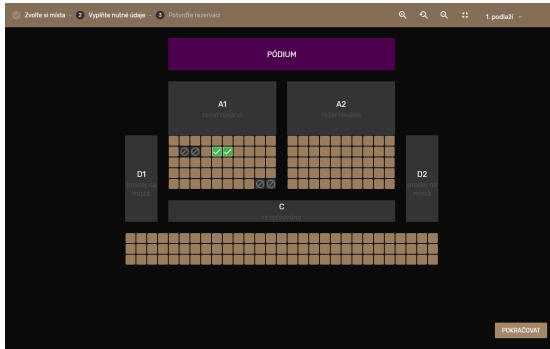 Zvolte si místa - 2 Vyplňte nutné údaje - 3 Potvrďte rezervaci
1. podlaží
PÓDIUM
A1
rezervováno
A2
rezervováno
D1
prodej na
místě
D2
prodej na
místě
C
rezervováno
POKRAČOVAT